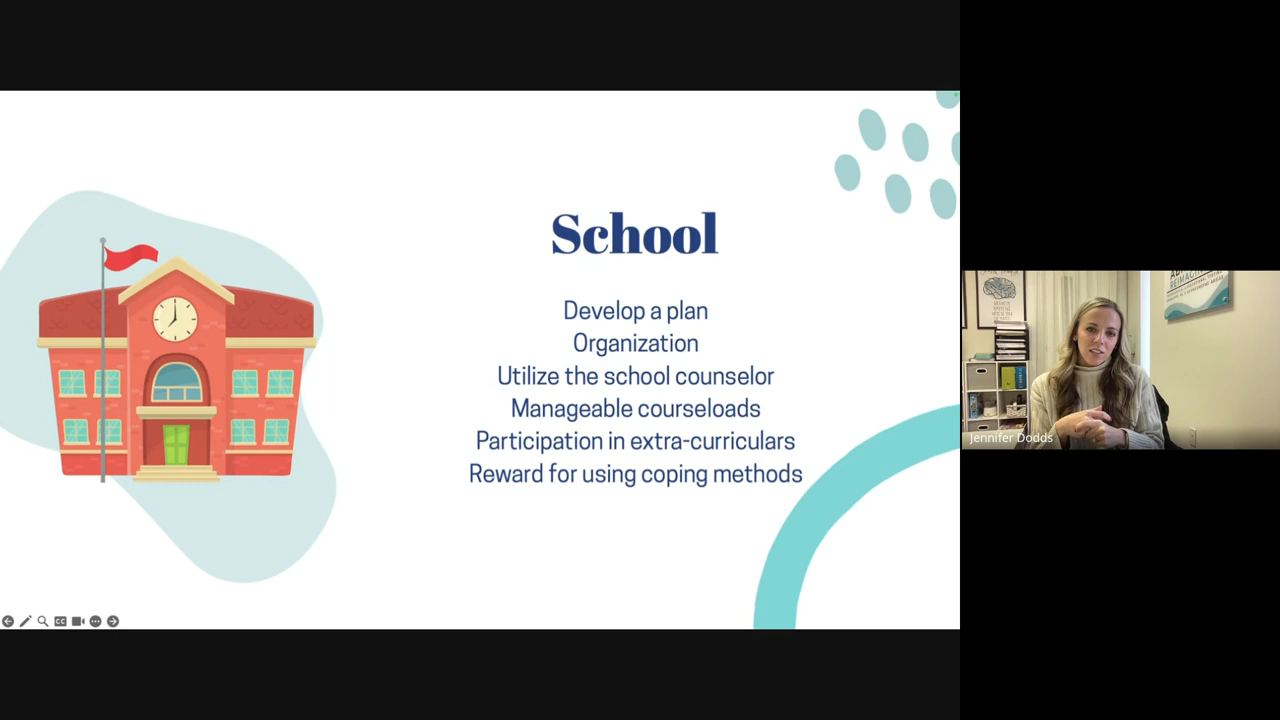 School
Develop a plan
Organization
Utilize the school counselor
Manageable courseloads
Participation in extra-curriculars
Reward for using coping methods
CC
Jennifer Dodds